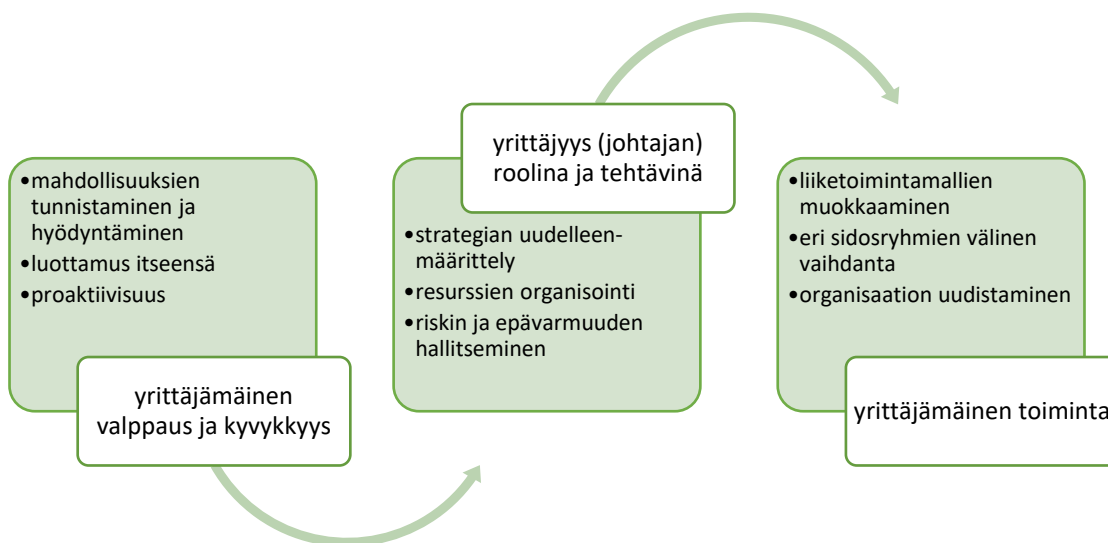 •mahdollisuuksien
tunnistaminen ja
hyödyntäminen
•luottamus itseensä
•proaktiivisuus
yrittäjämäinen
valppaus ja kyvykkyys
yrittäjyys (johtajan)
roolina ja tehtävinä
•strategian uudelleen-
määrittely
•resurssien organisointi
•riskin ja epävarmuuden
hallitseminen
•liiketoimintamallien
muokkaaminen
•eri sidosryhmien välinen
vaihdanta
•organisaation uudistaminen
yrittäjämäinen toiminta